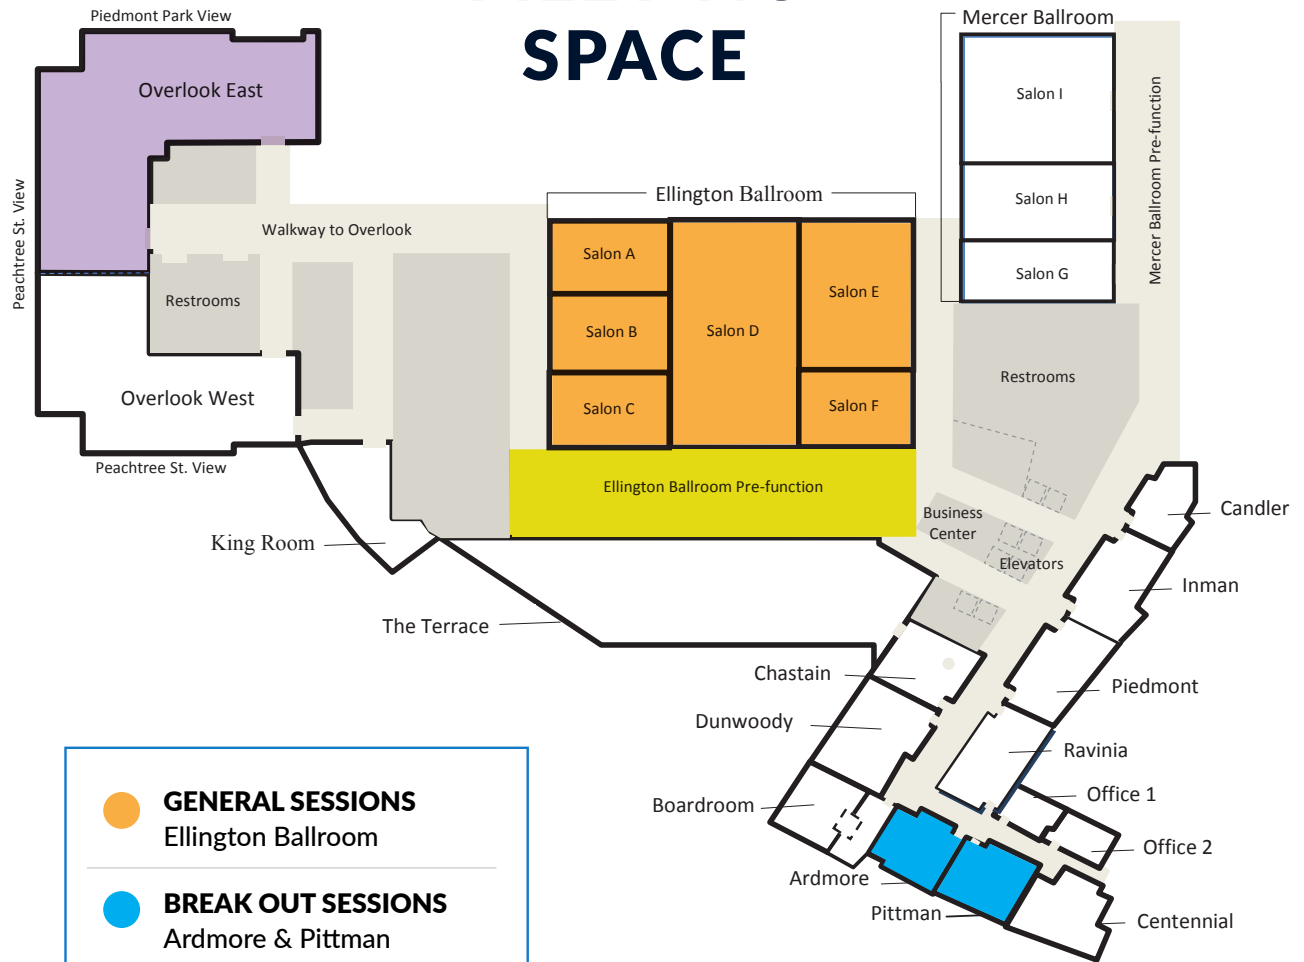 SPACE
Piedmont Park View
Overlook East
Peachtree St. View
Walkway to Overlook
Restrooms
Overlook West
Peachtree St. View
King Room
The Terrace
Ellington Ballroom
Salon A
Salon B
Salon C
Salon D
Salon E
Salon F
Ellington Ballroom Pre-function
Mercer Ballroom
Salon I
Salon H
Salon G
Mercer Ballroom Pre-function
Restrooms
Business
Center
Elevators
Candler
Inman
Piedmont
Ravinia
Office 1
Office 2
Centennial
Chastain
Dunwoody
Boardroom
Ardmore
Pittman
GENERAL SESSIONS
Ellington Ballroom
BREAK OUT SESSIONS
Ardmore & Pittman